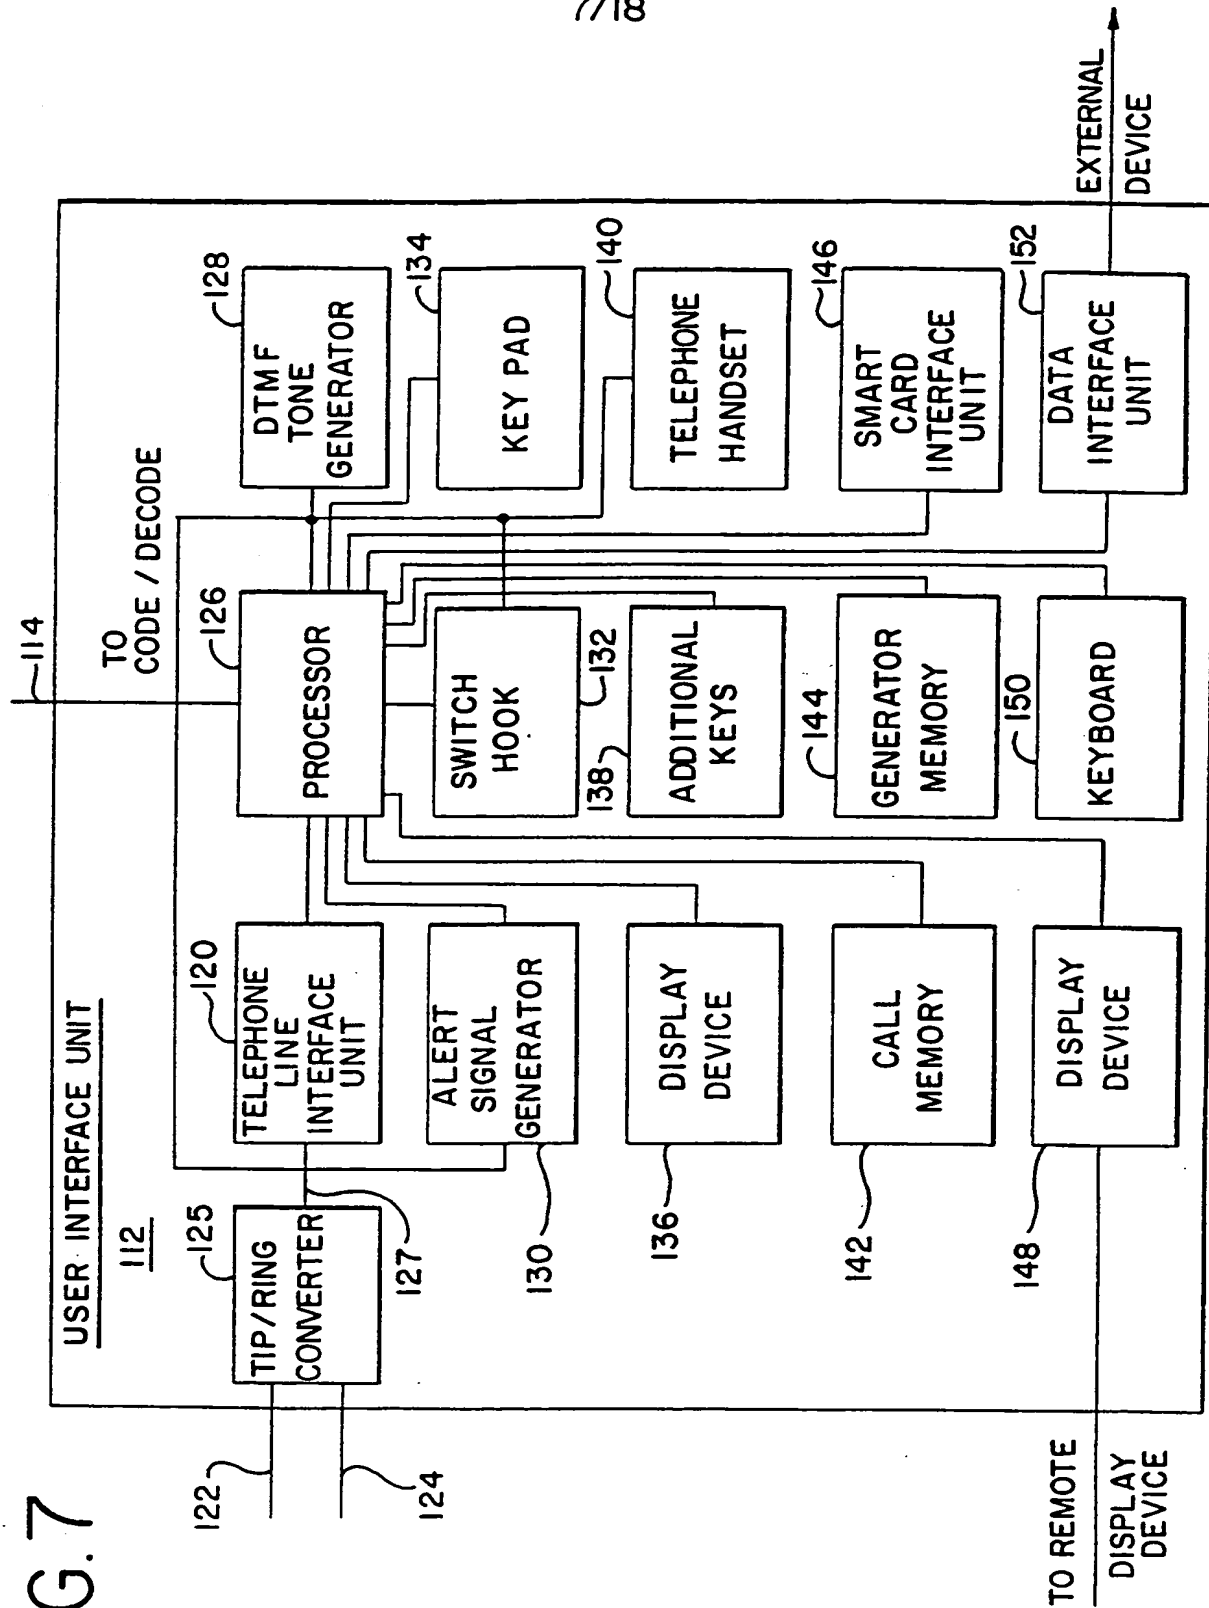 7/18
G.7
USER INTERFACE UNIT
112
114
TO
CODE / DECODE
122
124
125
TIP/RING
CONVERTER
127
120
TELEPHONE
LINE
INTERFACE
UNIT
126
PROCESSOR
128
DTMF
TONE
GENERATOR
130
ALERT
SIGNAL
GENERATOR
SWITCH
HOOK
132
134
KEY PAD
136
DISPLAY
DEVICE
138
ADDITIONAL
KEYS
140
TELEPHONE
HANDSET
142
CALL
MEMORY
144
GENERATOR
MEMORY
146
SMART
CARD
INTERFACE
UNIT
148
DISPLAY
DEVICE
150
KEYBOARD
152
DATA
INTERFACE
UNIT
TO REMOTE
DISPLAY
DEVICE
EXTERNAL
DEVICE